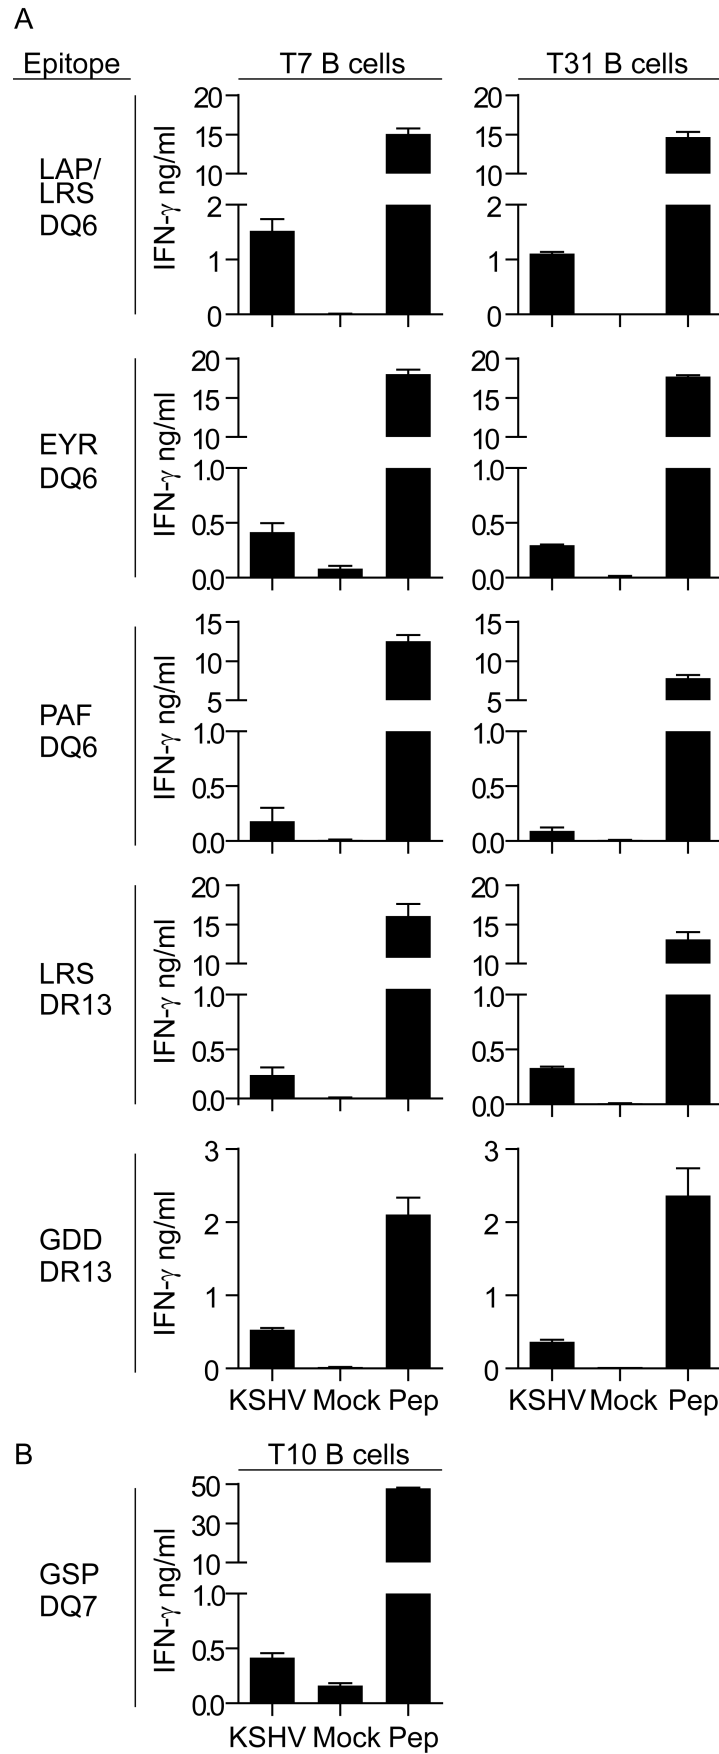 A
Epitope T7 B cells T31 B cells
LAP/
LRS
DQ6
IFN-γ ng/ml
20 15 10 2 1 0
20 15 10 2 1 0
EYR
DQ6
IFN-γ ng/ml
20 15 10 1.0 0.5 0.0
20 15 10 1.0 0.5 0.0
PAF
DQ6
IFN-γ ng/ml
15 10 5 1.0 0.5 0.0
15 10 5 1.0 0.5 0.0
LRS
DR13
IFN-γ ng/ml
20 15 10 1.0 0.5 0.0
20 15 10 1.0 0.5 0.0
GDD
DR13
IFN-γ ng/ml
3 2 1 0
3 2 1 0
KSHV Mock Pep KSHV Mock Pep
B
T10 B cells
GSP
DQ7
IFN-γ ng/ml
50 30 10 1.0 0.5 0.0
KSHV Mock Pep